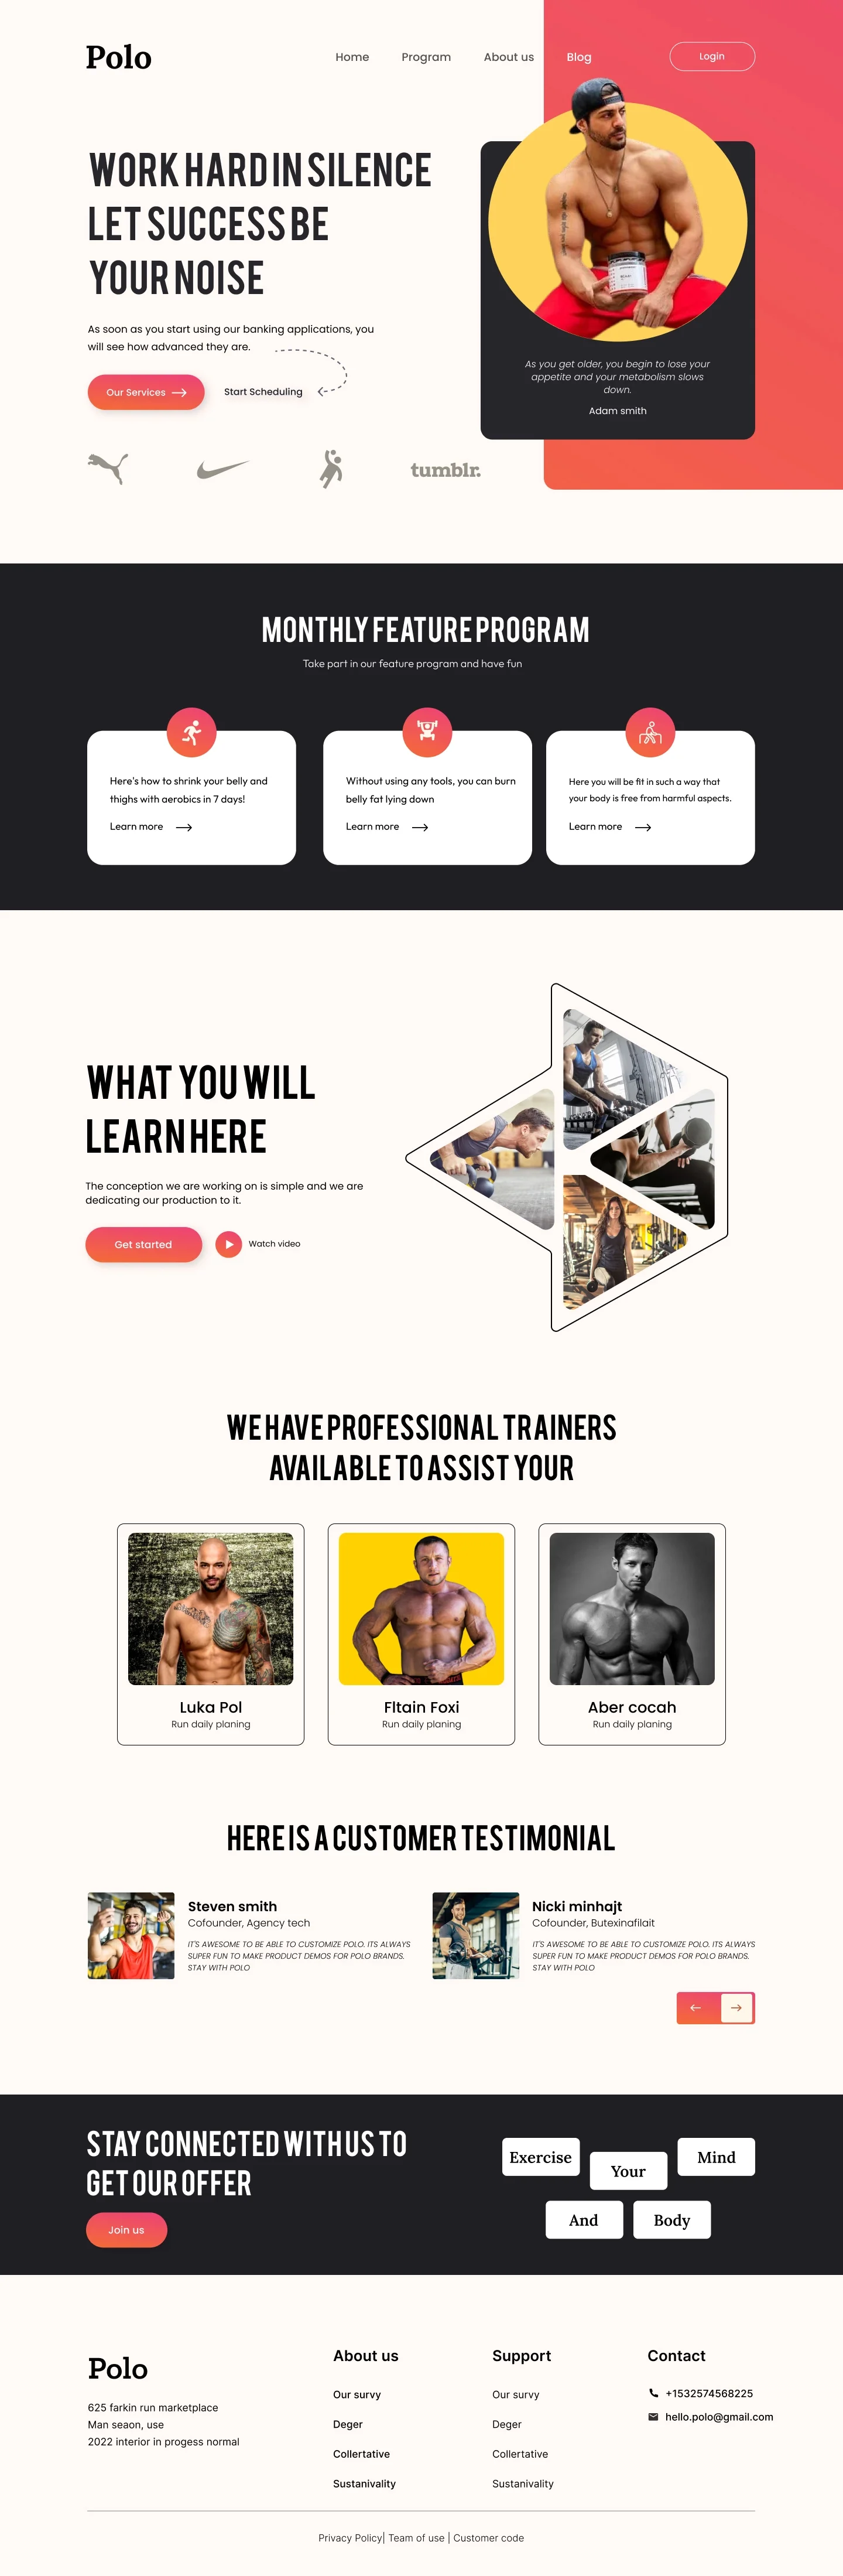 Polo
Home
Program
About us
Blog
Login
WORK HARD IN SILENCE
LET SUCCESS BE
YOUR NOISE
As soon as you start using our banking applications, you
will see how advanced they are.
Our Services
Start Scheduling
tumblr.
As you get older, you begin to lose your
appetite and your metabolism slows
down.
Adam smith
MONTHLY FEATURE PROGRAM
Take part in our feature program and have fun
Here's how to shrink your belly and
thighs with aerobics in 7 days!
Learn more
Without using any tools, you can burn
belly fat lying down
Learn more
Here you will be fit in such a way that
your body is free from harmful aspects.
Learn more
WHAT YOU WILL
LEARN HERE
The conception we are working on is simple and we are
dedicating our production to it.
Get started
Watch video
WE HAVE PROFESSIONAL TRAINERS
AVAILABLE TO ASSIST YOUR
Luka Pol
Run daily planing
Fltain Foxi
Run daily planing
Aber cocah
Run daily planing
HERE IS A CUSTOMER TESTIMONIAL
Steven smith
Cofounder, Agency tech
IT'S AWESOME TO BE ABLE TO CUSTOMIZE POLO. ITS ALWAYS
SUPER FUN TO MAKE PRODUCT DEMOS FOR POLO BRANDS.
STAY WITH POLO
Nicki minhajt
Cofounder, Butexinafilait
IT'S AWESOME TO BE ABLE TO CUSTOMIZE POLO. ITS ALWAYS
SUPER FUN TO MAKE PRODUCT DEMOS FOR POLO BRANDS.
STAY WITH POLO
STAY CONNECTED WITH US TO
GET OUR OFFER
Join us
Exercise
Your
Mind
And
Body
Polo
625 farkin run marketplace
Man seaon, use
2022 interior in progess normal
About us
Our survy
Deger
Collertative
Sustanivality
Support
Our survy
Deger
Collertative
Sustanivality
Contact
+1532574568225
hello.polo@gmail.com
Privacy Policy| Team of use | Customer code